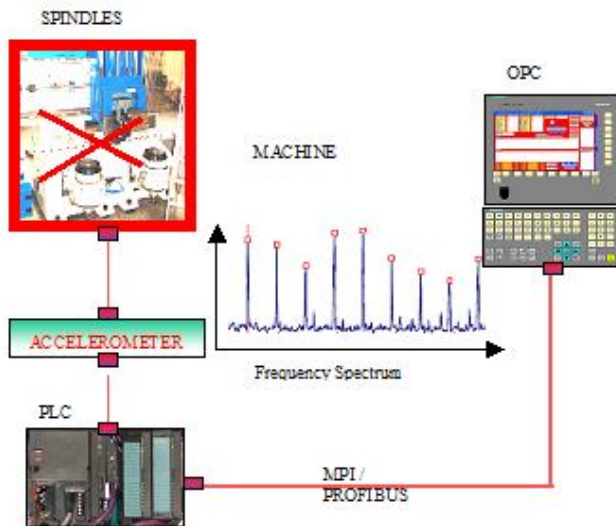 SPINDLES
OPC
MACHINE
ACCELEROMETER
Frequency Spectrum
PLC
MPI /
PROFIBUS